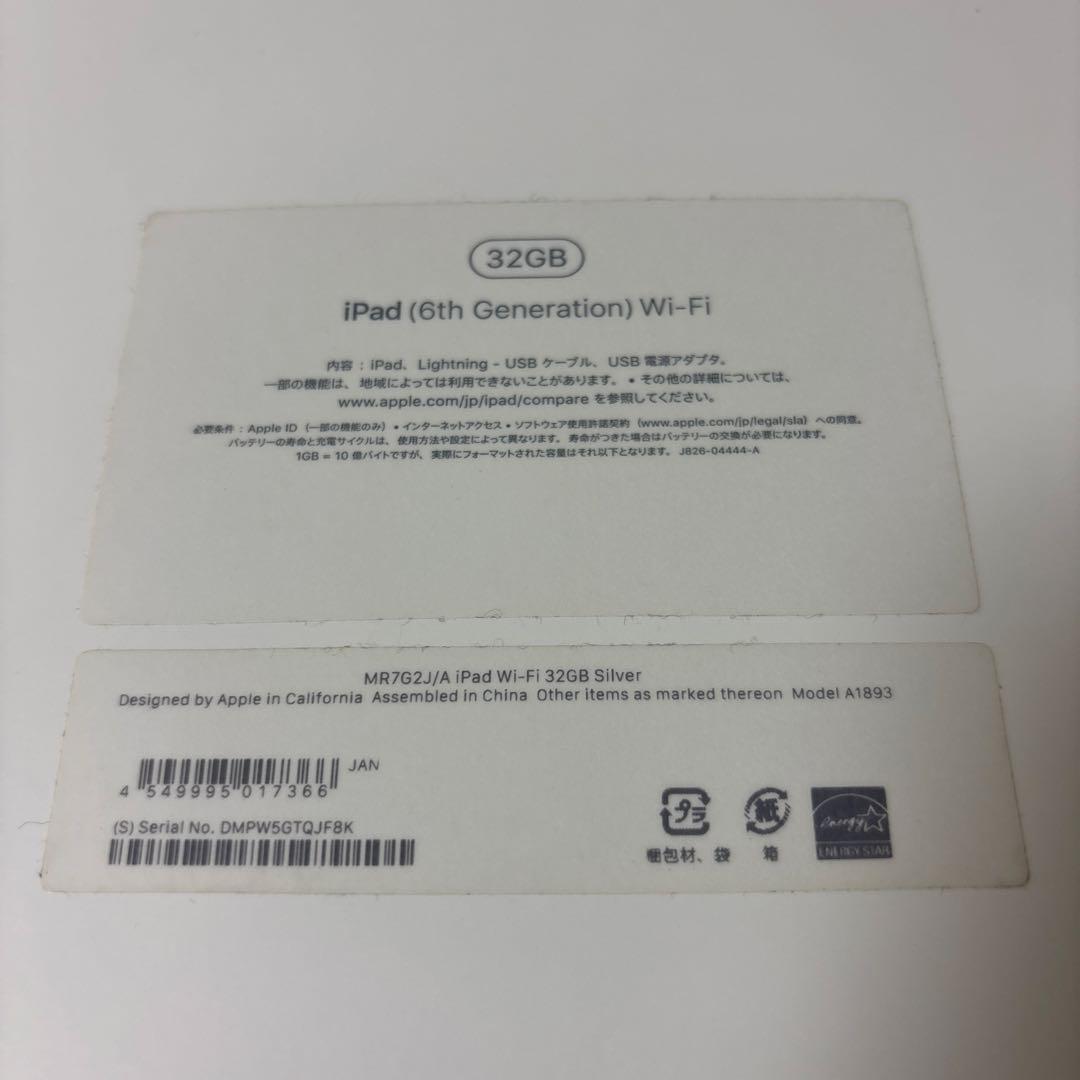 32GB
iPad (6th Generation) Wi-Fi
内容 : iPad、Lightning - USB ケーブル、USB 電源アダプタ。
一部の機能は、地域によっては利用できないことがあります。 • その他の詳細については、
www.apple.com/jp/ipad/compare を参照してください。
必要条件 : Apple ID（一部の機能のみ）• インターネットアクセス • ソフトウェア使用許諾契約（www.apple.com/jp/legal/sla）への同意。
バッテリーの寿命と充電サイクルは、使用方法や設定によって異なります。寿命がつきた場合はバッテリーの交換が必要になります。
1GB = 10 億バイトですが、実際にフォーマットされた容量はそれ以下となります。 J826-04444-A
MR7G2J/A iPad Wi-Fi 32GB Silver
Designed by Apple in California Assembled in China Other items as marked thereon Model A1893
JAN
4 549995 017366
(S) Serial No. DMPW5GTQJF8K
プラ
紙
energy
ENERGY STAR
梱包材、袋
箱